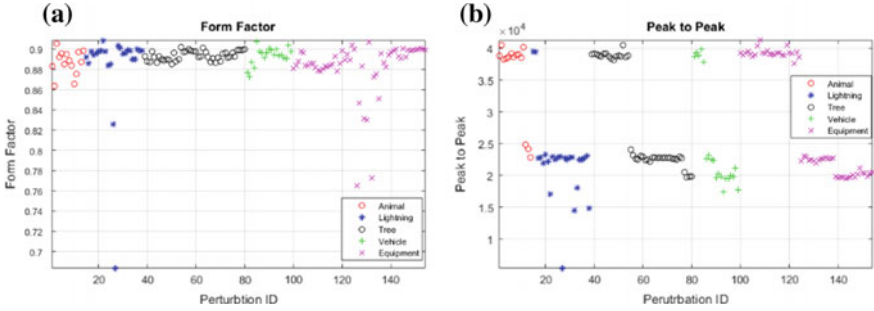 (a)
Form Factor
0.9
0.88
0.86
0.84
0.82
0.8
0.78
0.76
0.74
0.72
0.7
Form Factor
20 40 60 80 100 120 140
Perturbtion ID
Animal
Lightning
Tree
Vehicle
Equipment
(b)
Peak to Peak
×10⁴
4
3.5
3
2.5
2
1.5
1
Peak to Peak
20 40 60 80 100 120 140
Perutrbation ID
Animal
Lightning
Tree
Vehicle
Equipment